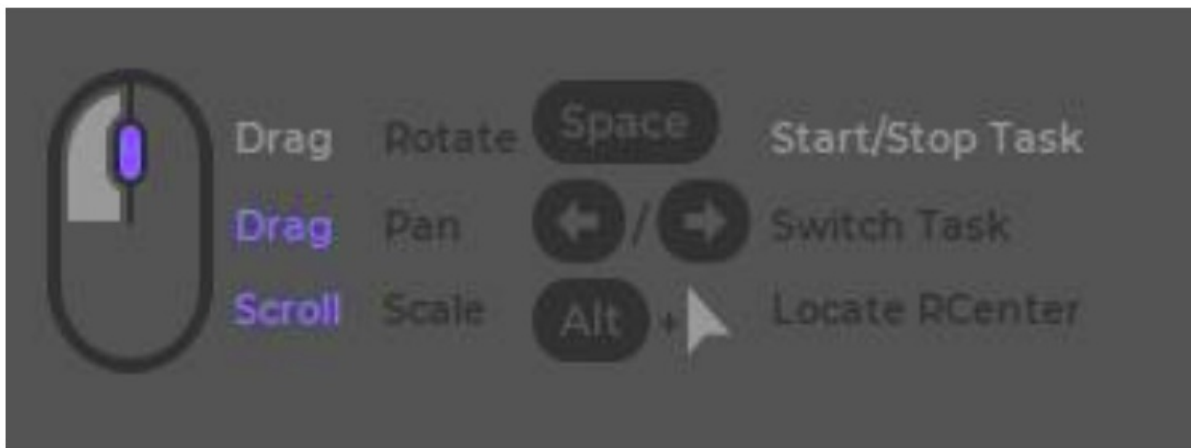 Drag Rotate Space Start/Stop Task
Drag Pan / Switch Task
Scroll Scale Alt + Locate RCenter